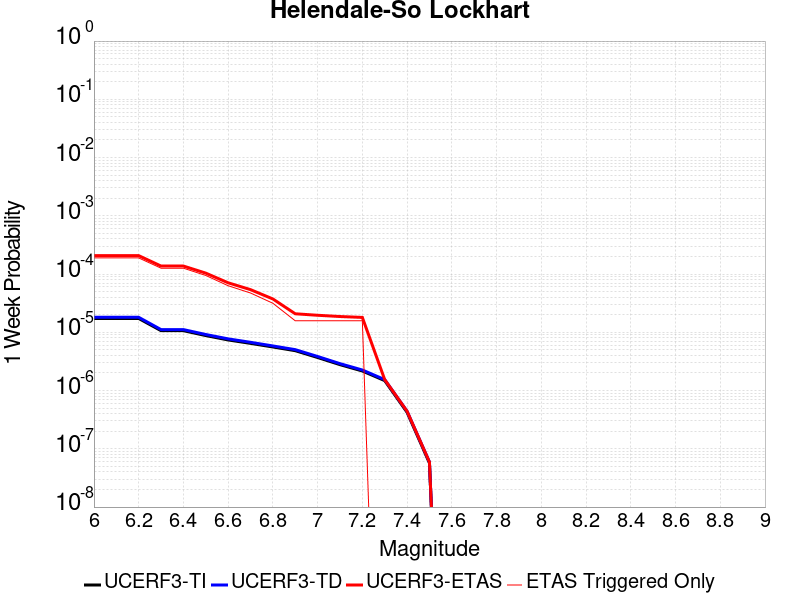 Helendale-So Lockhart
10^0
10^-1
10^-2
10^-3
10^-4
10^-5
10^-6
10^-7
10^-8
1 Week Probability
6 6.2 6.4 6.6 6.8 7 7.2 7.4 7.6 7.8 8 8.2 8.4 8.6 8.8 9
Magnitude
UCERF3-TI UCERF3-TD UCERF3-ETAS ETAS Triggered Only